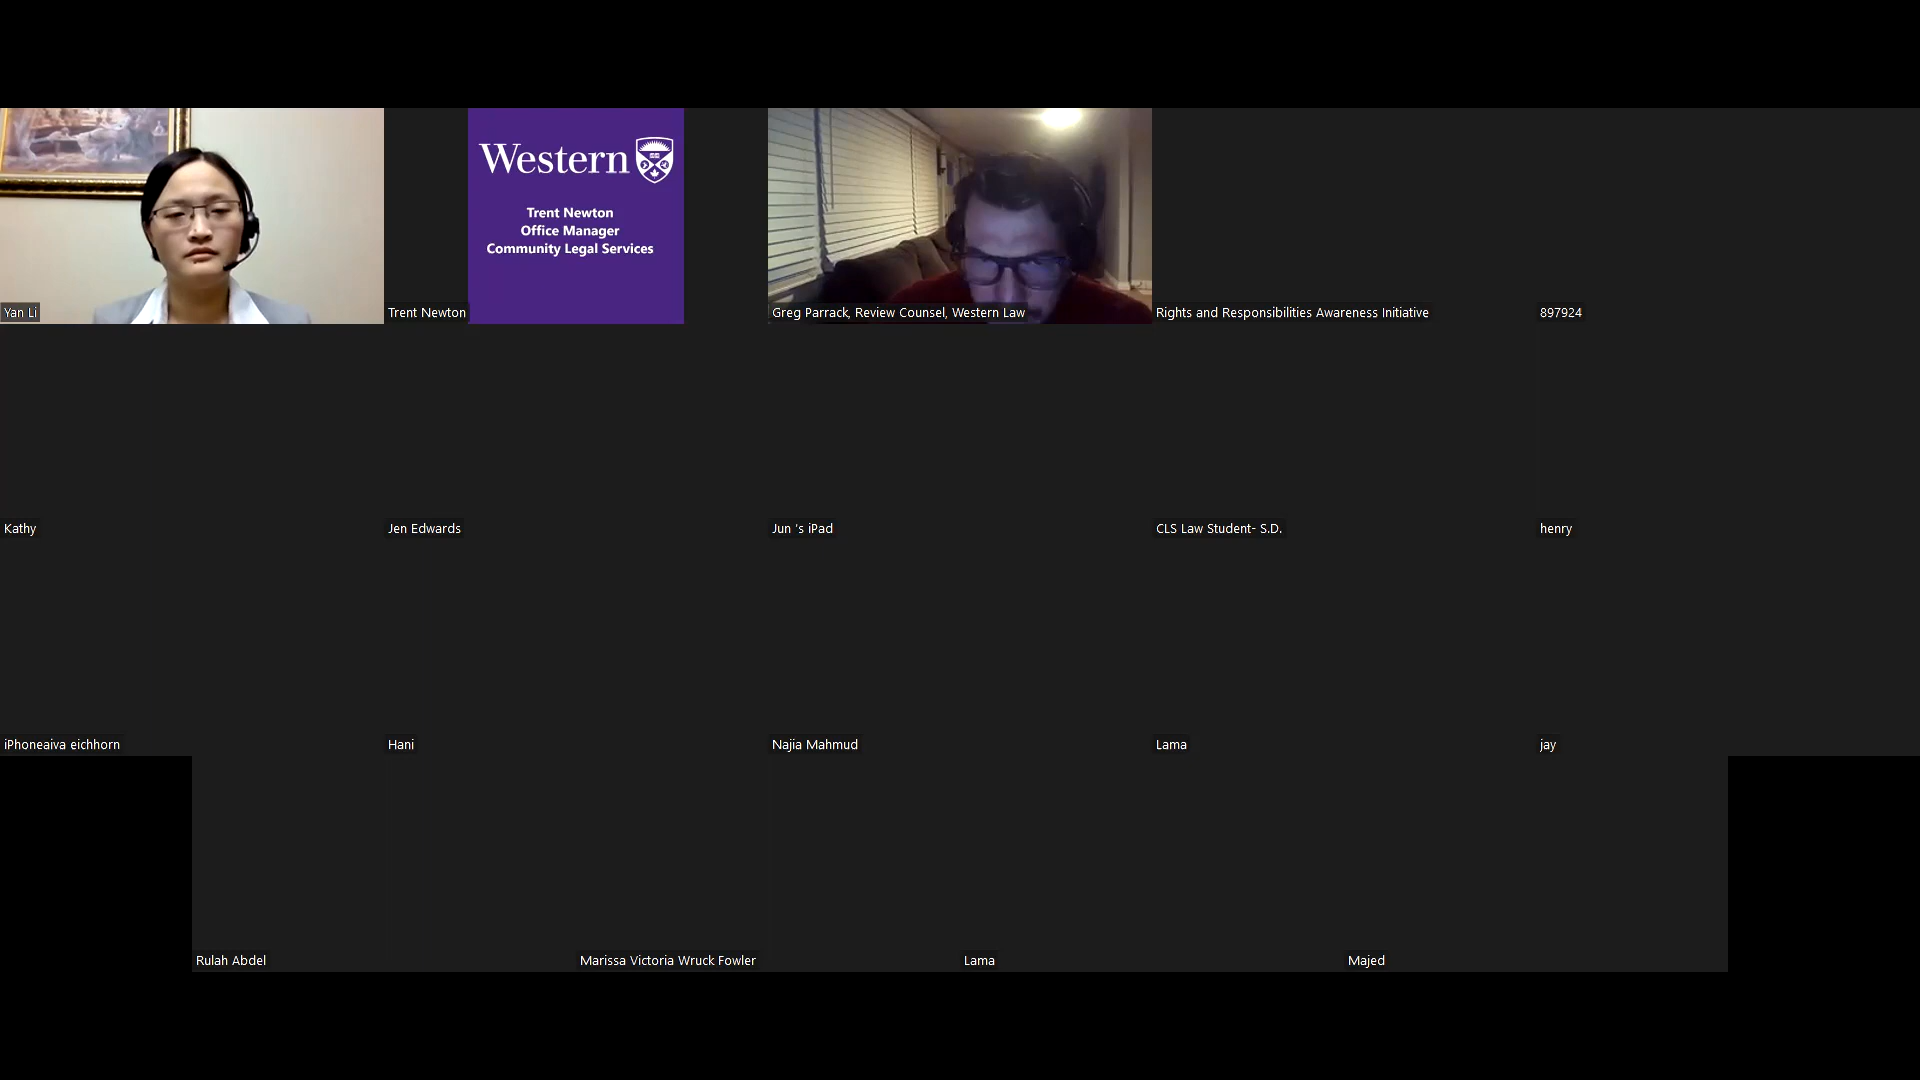 Western
Trent Newton
Office Manager
Community Legal Services
Yan Li
Trent Newton
Greg Parrack, Review Counsel, Western Law
Rights and Responsibilities Awareness Initiative
897924
Kathy
Jen Edwards
Jun 's iPad
CLS Law Student- S.D.
henry
iPhoneaiva eichhorn
Hani
Najia Mahmud
Lama
jay
Rulah Abdel
Marissa Victoria Wruck Fowler
Lama
Majed